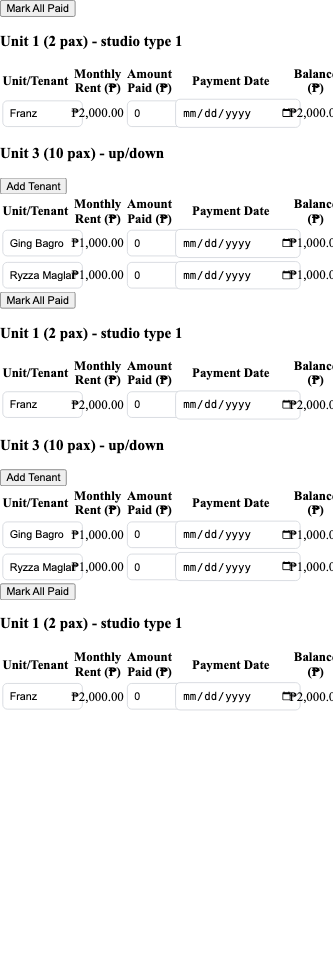 Mark All Paid
Unit 1 (2 pax) - studio type 1
Unit/Tenant Monthly Rent (₱) Amount Paid (₱) Payment Date Balance (₱)
Franz ₱2,000.00 0 mm/dd/yyyy ₱2,000.0
Unit 3 (10 pax) - up/down
Add Tenant
Unit/Tenant Monthly Rent (₱) Amount Paid (₱) Payment Date Balance (₱)
Ging Bagro ₱1,000.00 0 mm/dd/yyyy ₱1,000.0
Ryzza Magla ₱1,000.00 0 mm/dd/yyyy ₱1,000.0
Mark All Paid
Unit 1 (2 pax) - studio type 1
Unit/Tenant Monthly Rent (₱) Amount Paid (₱) Payment Date Balance (₱)
Franz ₱2,000.00 0 mm/dd/yyyy ₱2,000.0
Unit 3 (10 pax) - up/down
Add Tenant
Unit/Tenant Monthly Rent (₱) Amount Paid (₱) Payment Date Balance (₱)
Ging Bagro ₱1,000.00 0 mm/dd/yyyy ₱1,000.0
Ryzza Magla ₱1,000.00 0 mm/dd/yyyy ₱1,000.0
Mark All Paid
Unit 1 (2 pax) - studio type 1
Unit/Tenant Monthly Rent (₱) Amount Paid (₱) Payment Date Balance (₱)
Franz ₱2,000.00 0 mm/dd/yyyy ₱2,000.0